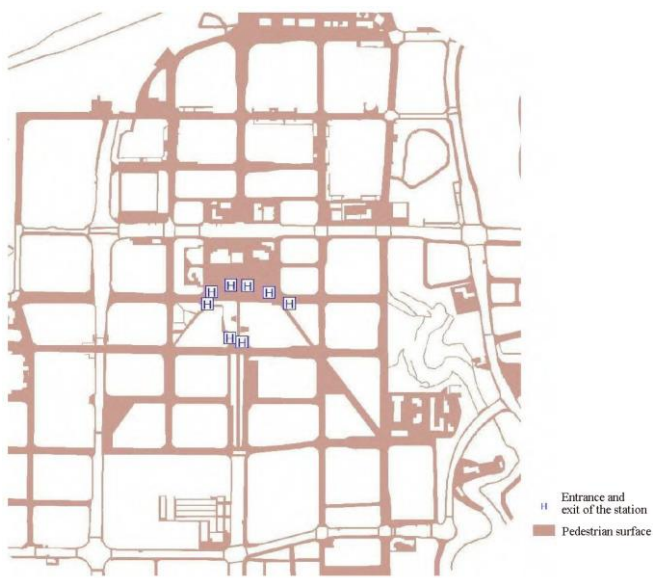 H
H
H
H
H
H
H
H
H Entrance and
exit of the station
Pedestrian surface